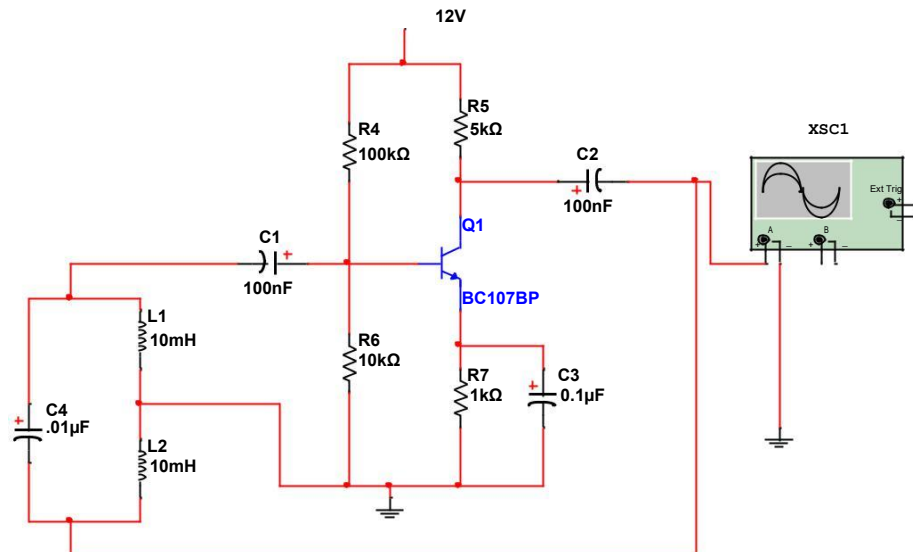 12V
R5
5kΩ
R4
100kΩ
XSC1
C2
+
100nF
Ext Trig
+
_
A
B
+
_
+
_
Q1
C1
+
100nF
BC107BP
L1
10mH
R6
10kΩ
R7
1kΩ
C3
+
0.1µF
C4
+
.01µF
L2
10mH